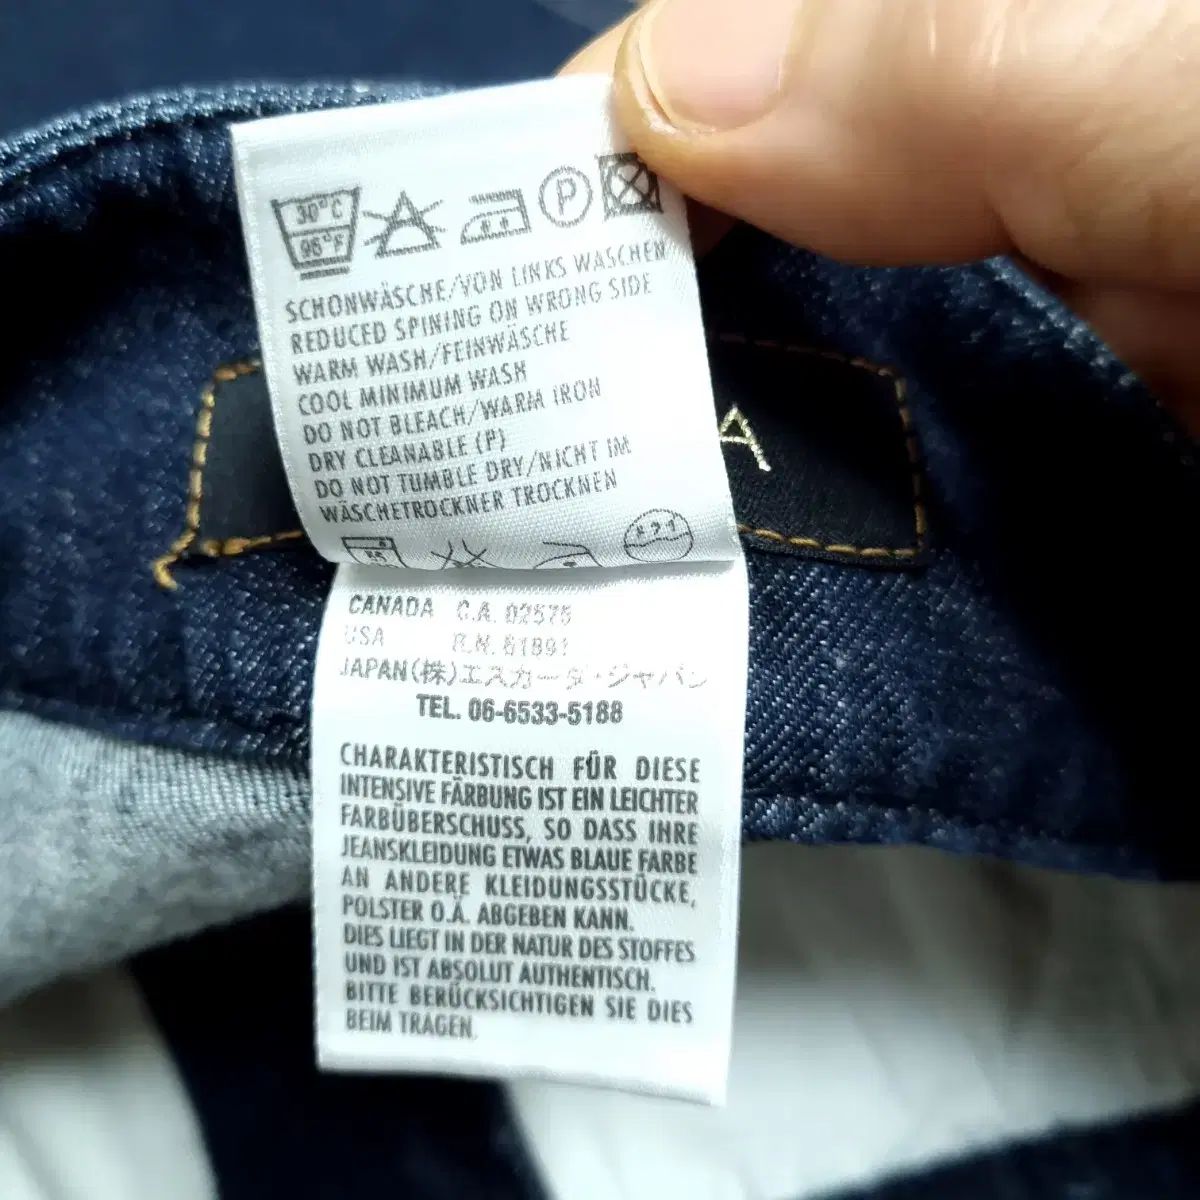 30°C
96°F
P
SCHONWÄSCHE/VON LINKS WASCHEN
REDUCED SPINING ON WRONG SIDE
WARM WASH/FEINWÄSCHE
COOL MINIMUM WASH
DO NOT BLEACH/WARM IRON
DRY CLEANABLE (P)
DO NOT TUMBLE DRY/NICHT IM
WÄSCHETROCKNER TROCKNEN
A
CANADA C.A. 02575
USA R.N. 61891
JAPAN(株)エスカーダ・ジャパン
TEL. 06-6533-5188
CHARAKTERISTISCH FÜR DIESE
INTENSIVE FÄRBUNG IST EIN LEICHTER
FARBÜBERSCHUSS, SO DASS IHRE
JEANSKLEIDUNG ETWAS BLAUE FARBE
AN ANDERE KLEIDUNGSSTÜCKE,
POLSTER O.Ä. ABGEBEN KANN.
DIES LIEGT IN DER NATUR DES STOFFES
UND IST ABSOLUT AUTHENTISCH.
BITTE BERÜCKSICHTIGEN SIE DIES
BEIM TRAGEN.